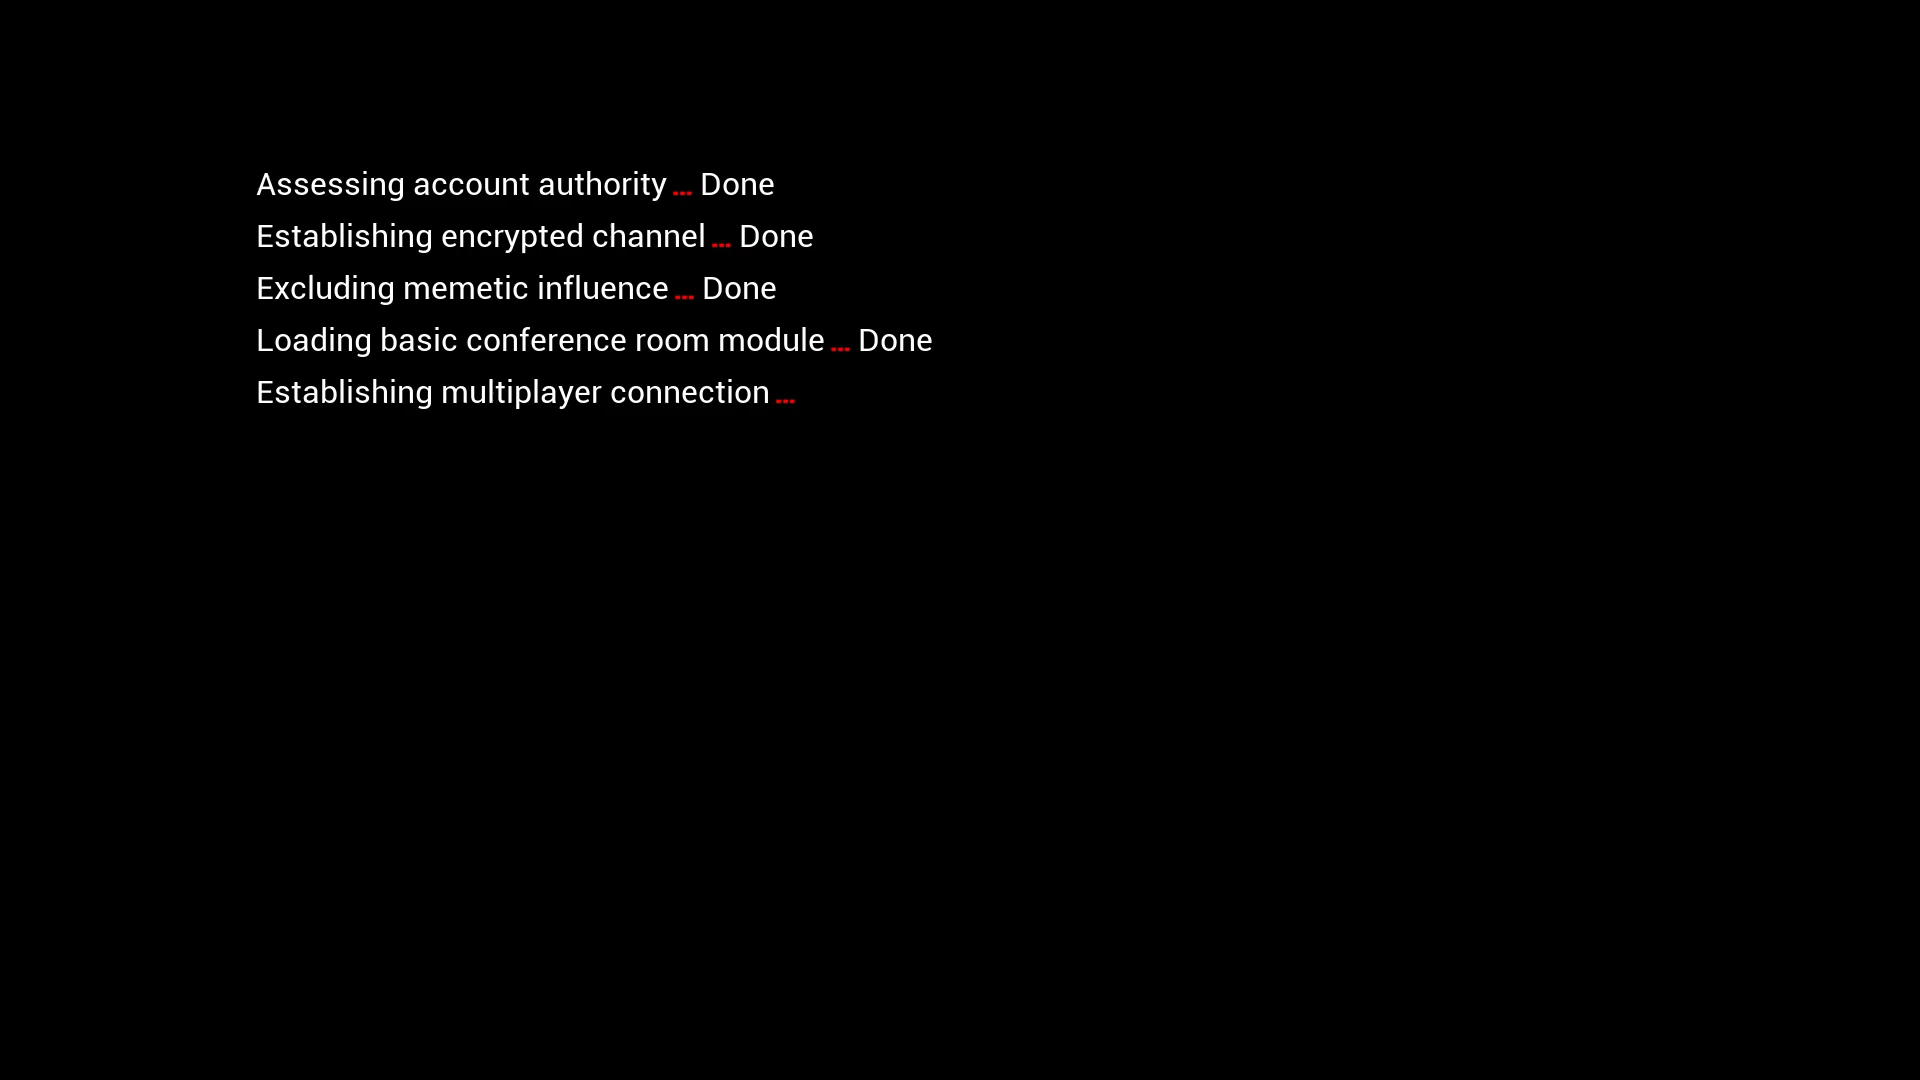 Assessing account authority ... Done
Establishing encrypted channel ... Done
Excluding memetic influence ... Done
Loading basic conference room module ... Done
Establishing multiplayer connection ...